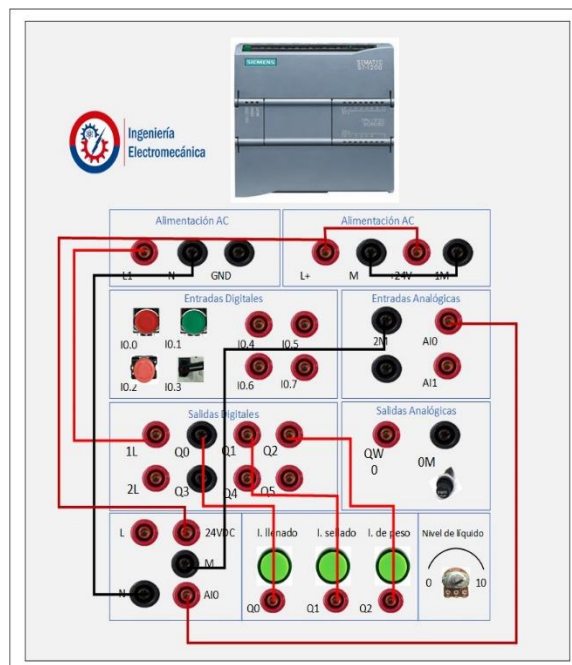 SIEMENS
SIMATIC
S7-1200
Ingeniería
Electromecánica
Alimentación AC
Alimentación AC
L1 N GND
L+ M +24V 1M
Entradas Digitales
Entradas Analógicas
I0.0 I0.1 I0.4 I0.5
2M AI0
I0.2 I0.3 I0.6 I0.7
AI1
Salidas Digitales
Salidas Analógicas
1L Q0 Q1 Q2
QW
0
0M
2L Q3 Q4 Q5
L 24VDC
M
N AI0
I. llenado I. sellado I. de peso
Q0 Q1 Q2
Nivel de líquido
0 10